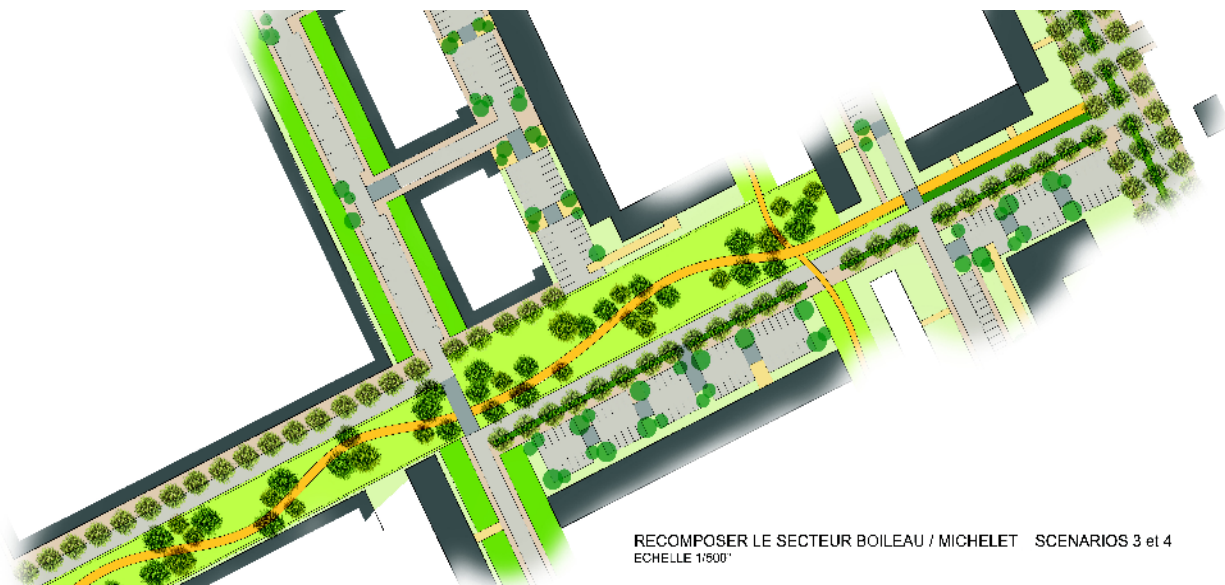 RECOMPOSER LE SECTEUR BOILEAU / MICHELET SCENARIOS 3 et 4
ECHELLE 1/500°